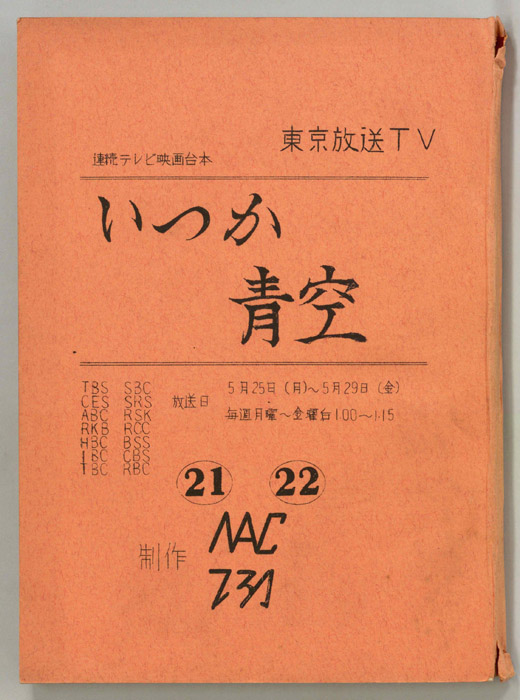 東京放送TV
連続テレビ映画台本
いつか
青空
TBS SBC
CES SRS
ABC RSK
RKB RCC
HBC BSS
IBC CBS
TBC RBC
放送日
5月25日(月)~5月29日(金)
毎週月曜~金曜日1:00~1:15
21 22
制作
NAC